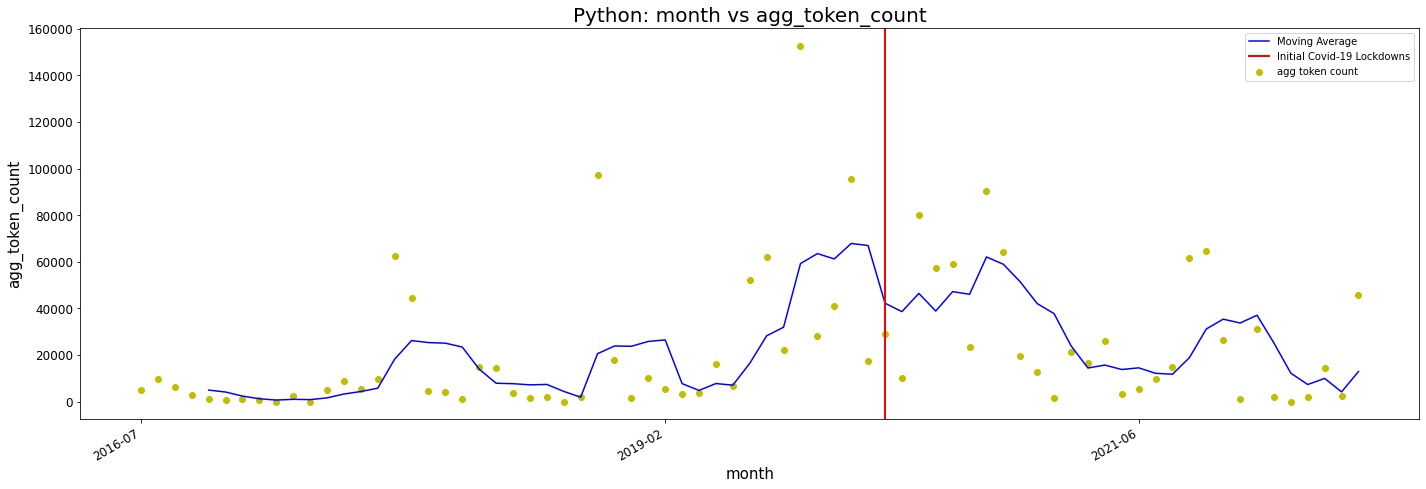 Python: month vs agg_token_count
160000
140000
120000
100000
80000
60000
40000
20000
0
agg_token_count
Moving Average
Initial Covid-19 Lockdowns
agg token count
2016-07
2019-02
2021-06
month